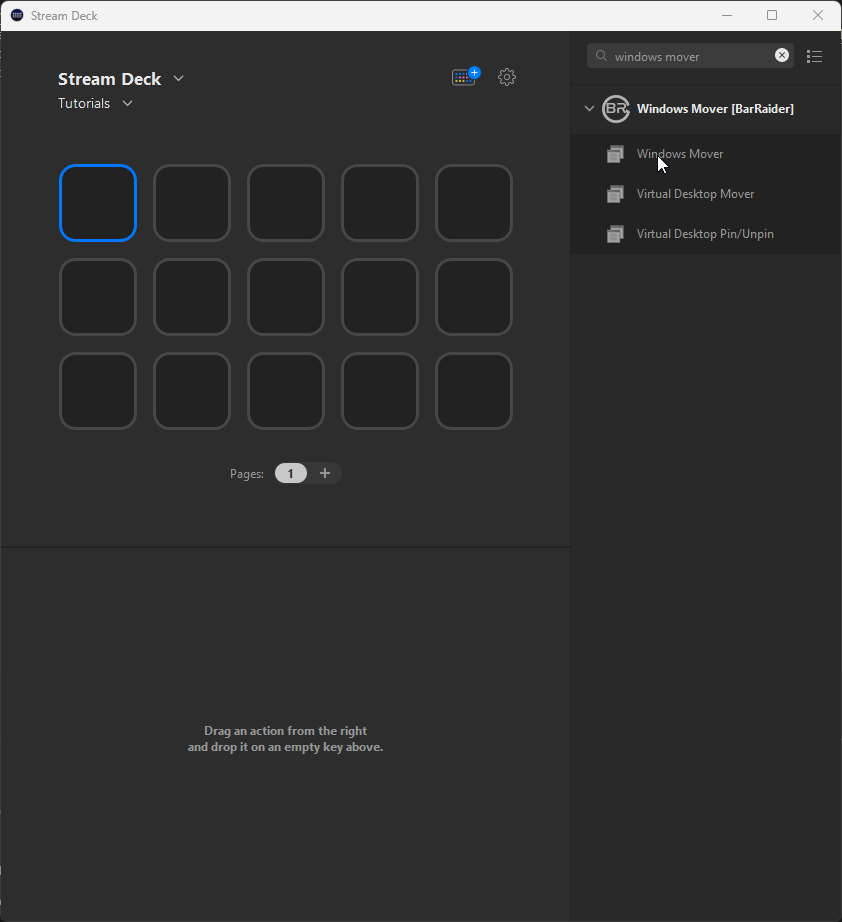 Stream Deck
Stream Deck
Tutorials
Pages:
1
Drag an action from the right
and drop it on an empty key above.
windows mover
BR
Windows Mover [BarRaider]
Windows Mover
Virtual Desktop Mover
Virtual Desktop Pin/Unpin